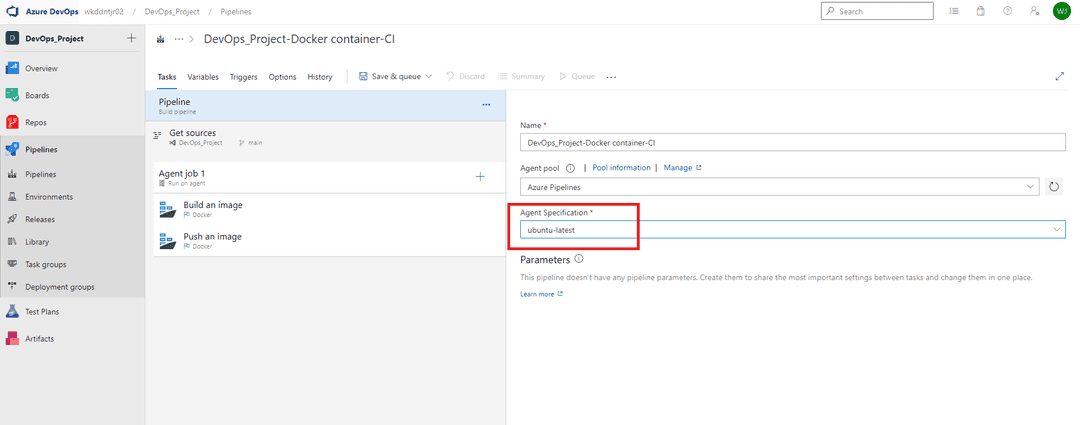 Azure DevOps wkddntjr02 / DevOps_Project / Pipelines
Search
WJ
D DevOps_Project
Overview
Boards
Repos
Pipelines
Pipelines
Environments
Releases
Library
Task groups
Deployment groups
Test Plans
Artifacts
... > DevOps_Project-Docker container-CI
Tasks Variables Triggers Options History Save & queue Discard Summary Queue ...
Pipeline ...
Build pipeline
Get sources
DevOps_Project main
Agent job 1
Run on agent
Build an image
Docker
Push an image
Docker
Name *
DevOps_Project-Docker container-CI
Agent pool | Pool information | Manage
Azure Pipelines
Agent Specification *
ubuntu-latest
Parameters
This pipeline doesn't have any pipeline parameters. Create them to share the most important settings between tasks and change them in one place.
Learn more